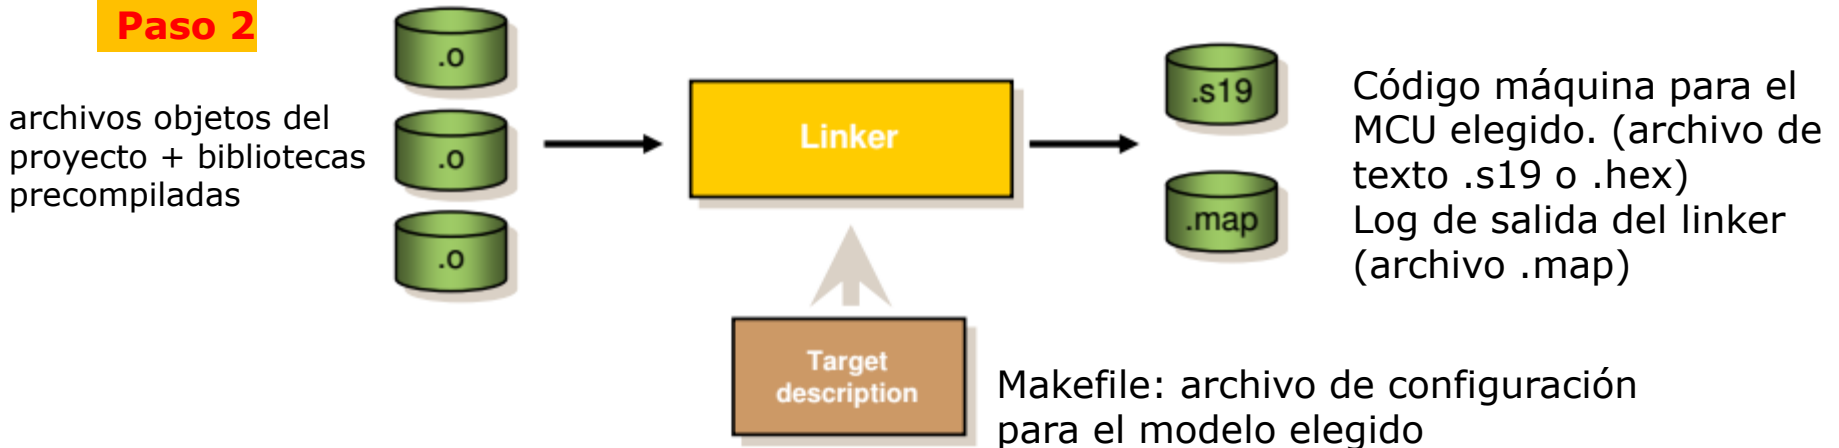 Paso 2
archivos objetos del
proyecto + bibliotecas
precompiladas
.o
.o
.o
Linker
Target
description
.s19
.map
Código máquina para el
MCU elegido. (archivo de
texto .s19 o .hex)
Log de salida del linker
(archivo .map)
Makefile: archivo de configuración
para el modelo elegido